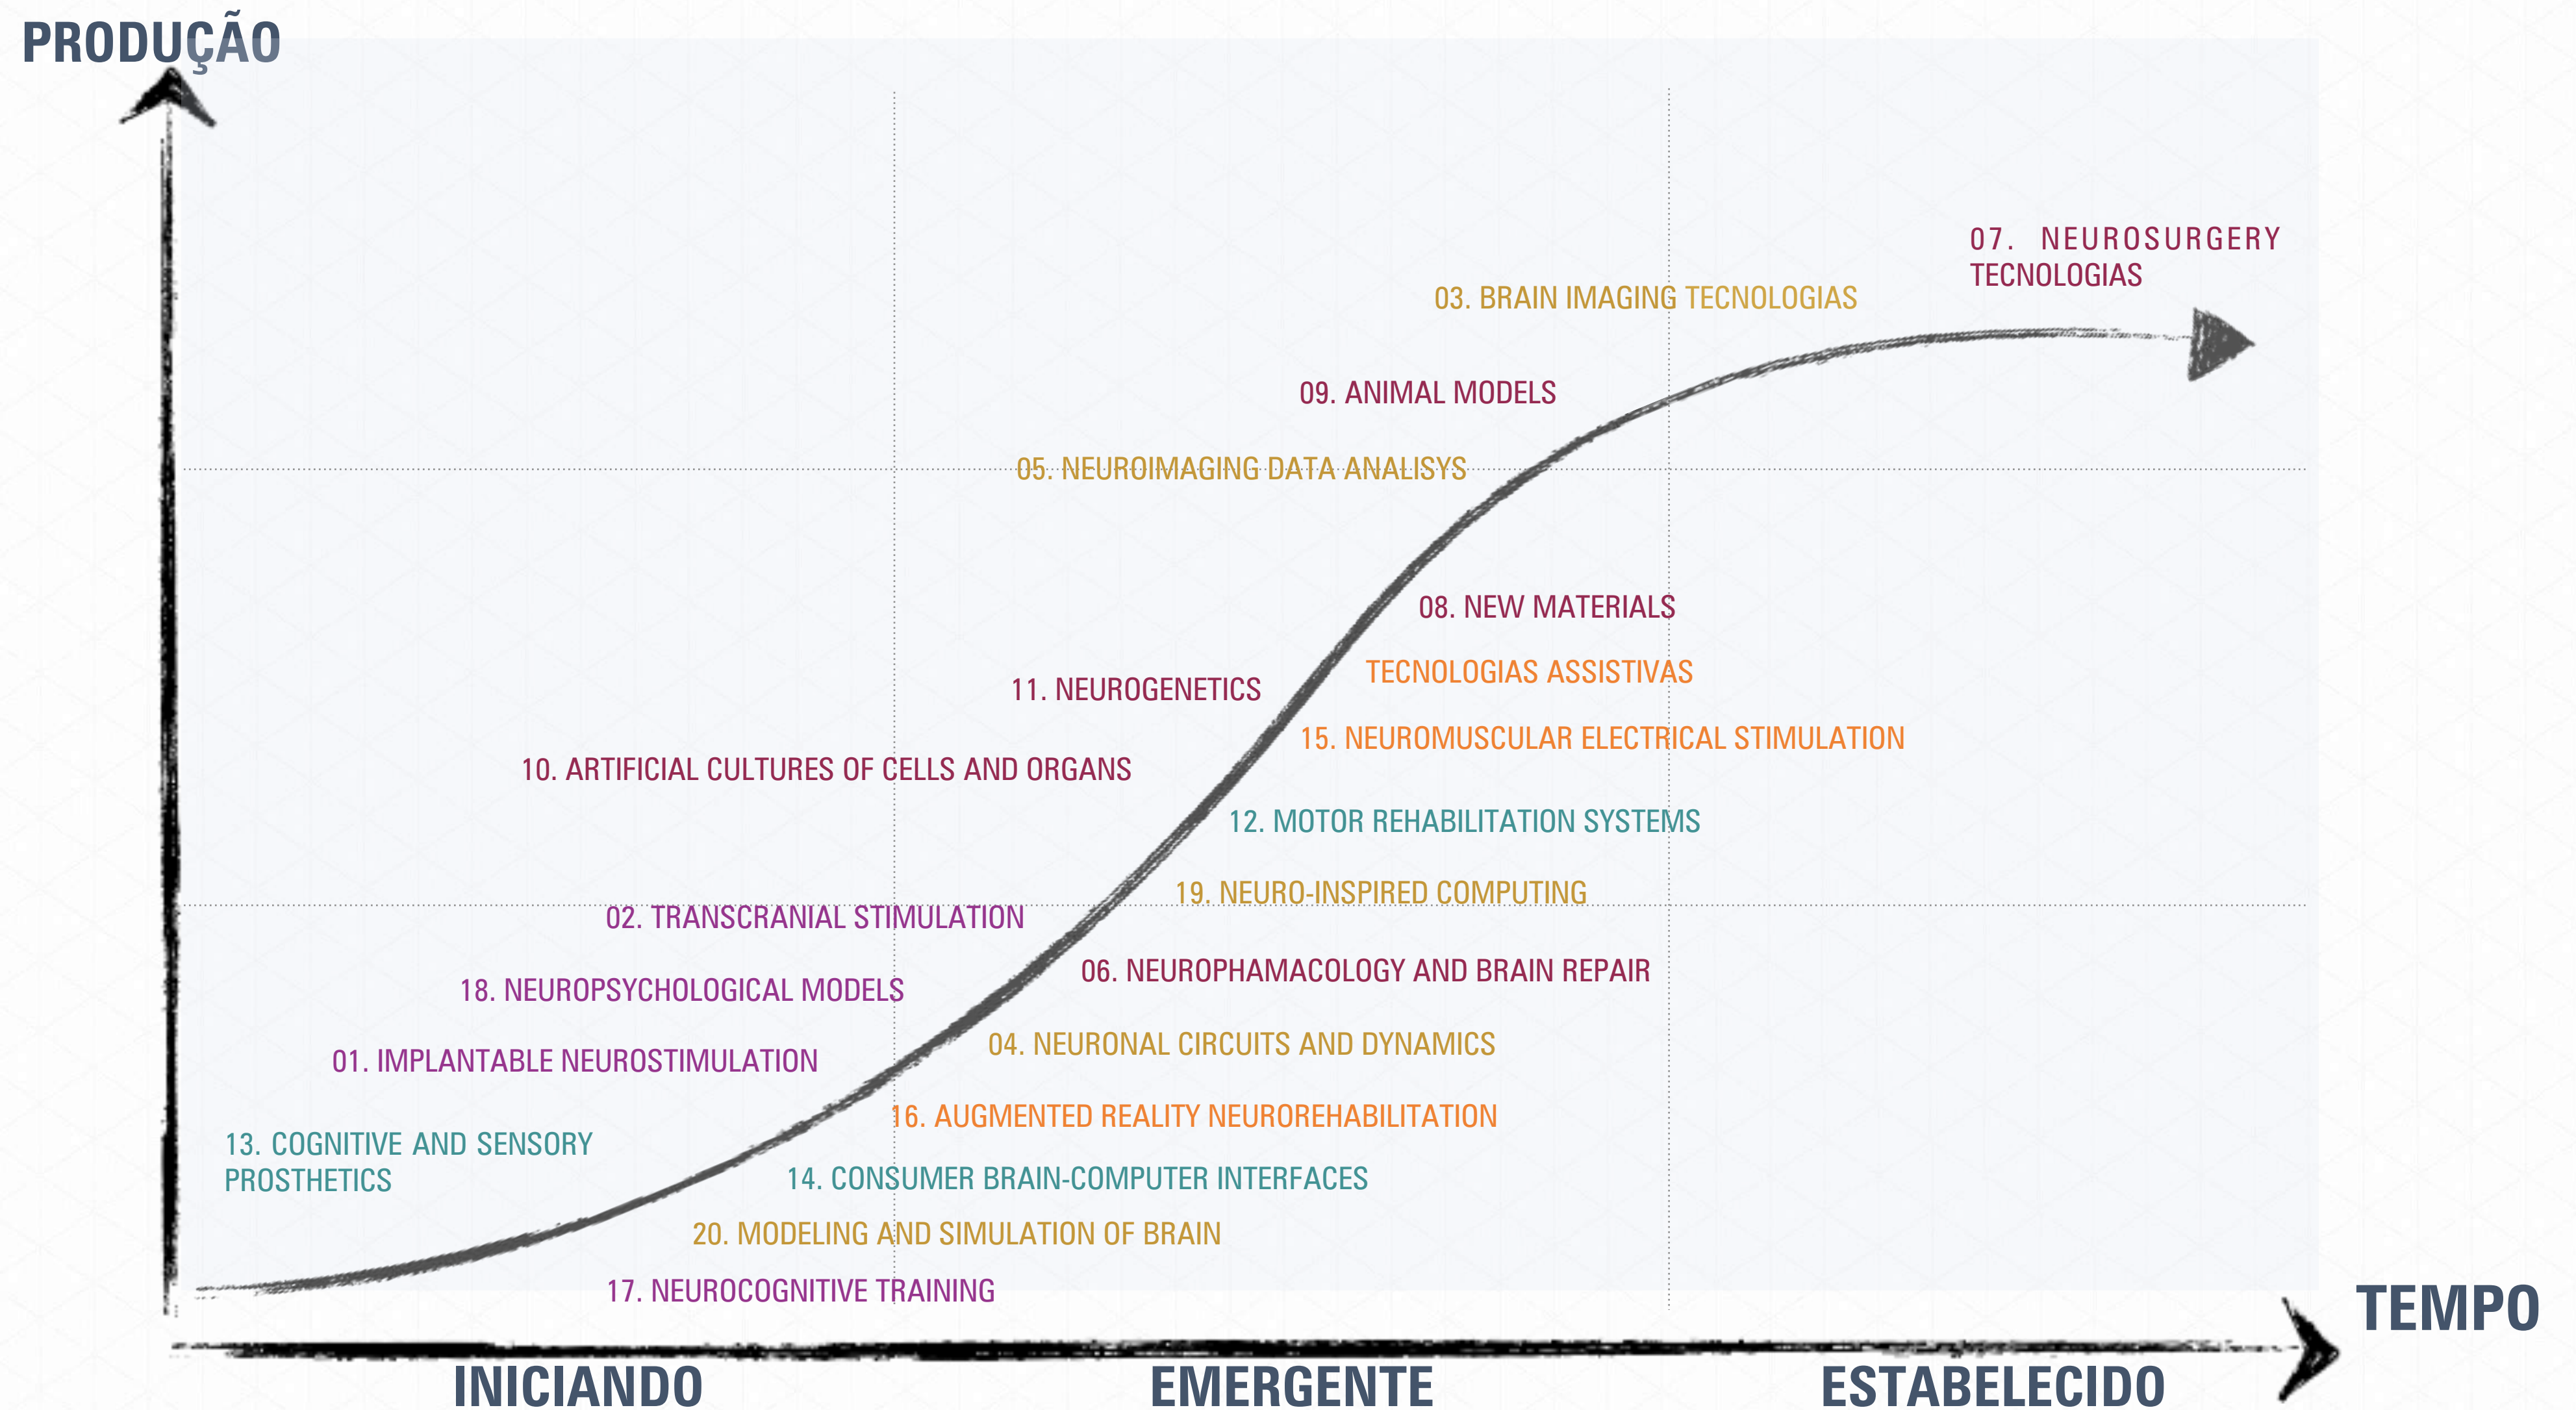 PRODUÇÃO
07. NEUROSURGERY
TECNOLOGIAS
03. BRAIN IMAGING TECNOLOGIAS
09. ANIMAL MODELS
05. NEUROIMAGING DATA ANALISYS
08. NEW MATERIALS
TECNOLOGIAS ASSISTIVAS
11. NEUROGENETICS
15. NEUROMUSCULAR ELECTRICAL STIMULATION
10. ARTIFICIAL CULTURES OF CELLS AND ORGANS
12. MOTOR REHABILITATION SYSTEMS
19. NEURO-INSPIRED COMPUTING
02. TRANSCRANIAL STIMULATION
06. NEUROPHAMACOLOGY AND BRAIN REPAIR
18. NEUROPSYCHOLOGICAL MODELS
04. NEURONAL CIRCUITS AND DYNAMICS
01. IMPLANTABLE NEUROSTIMULATION
16. AUGMENTED REALITY NEUROREHABILITATION
13. COGNITIVE AND SENSORY
PROSTHETICS
14. CONSUMER BRAIN-COMPUTER INTERFACES
20. MODELING AND SIMULATION OF BRAIN
17. NEUROCOGNITIVE TRAINING
TEMPO
INICIANDO
EMERGENTE
ESTABELECIDO